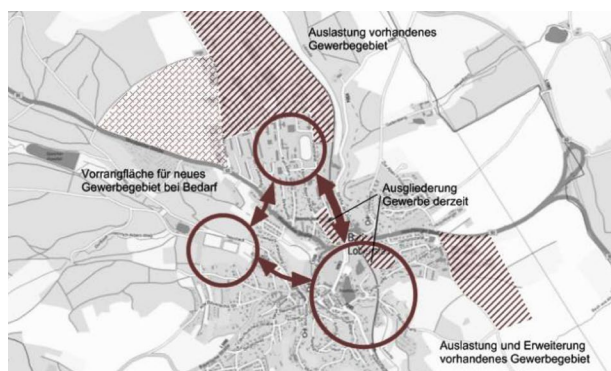 Auslastung vorhandenes
Gewerbegebiet
Vorrangfläche für neues
Gewerbegebiet bei Bedarf
Ausgliederung
Gewerbe derzeit
Auslastung und Erweiterung
vorhandenes Gewerbegebiet